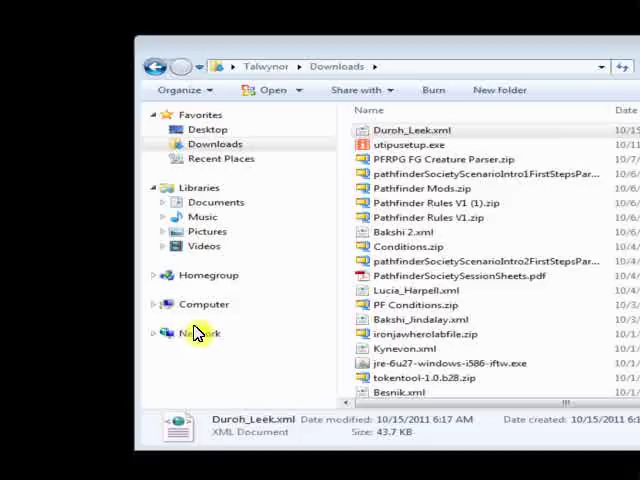 Talwynor
Downloads
Organize
Open
Share with
Burn
New folder
Favorites
Desktop
Downloads
Recent Places
Libraries
Documents
Music
Pictures
Videos
Homegroup
Computer
Network
Name
Date
Duroh_Leek.xml 10/15
utipusetup.exe 10/3
PFRPG FG Creature Parser.zip 10/7
pathfinderSocietyScenarioIntro1FirstStepsPar... 10/6
Pathfinder Mods.zip 10/6
Pathfinder Rules V1 (1).zip 10/6
Pathfinder Rules V1.zip 10/6
Bakshi 2.xml 10/6
Conditions.zip 10/4
pathfinderSocietyScenarioIntro2FirstStepsPar... 10/4
PathfinderSocietySessionSheets.pdf 10/4
Lucia_Harpell.xml 10/4
PF Conditions.zip 10/4
Bakshi_Jindalay.xml 10/1
ironjawherolabfile.zip 10/1
Kynevon.xml 10/1
jre-6u27-windows-i586-iftw.exe 10/1
tokentool-1.0.b28.zip 10/1
Besnik.xml 10/1
Duroh_Leek.xml Date modified: 10/15/2011 6:17 AM Date created: 10/15/2011 6:1
XML Document Size: 43.7 KB